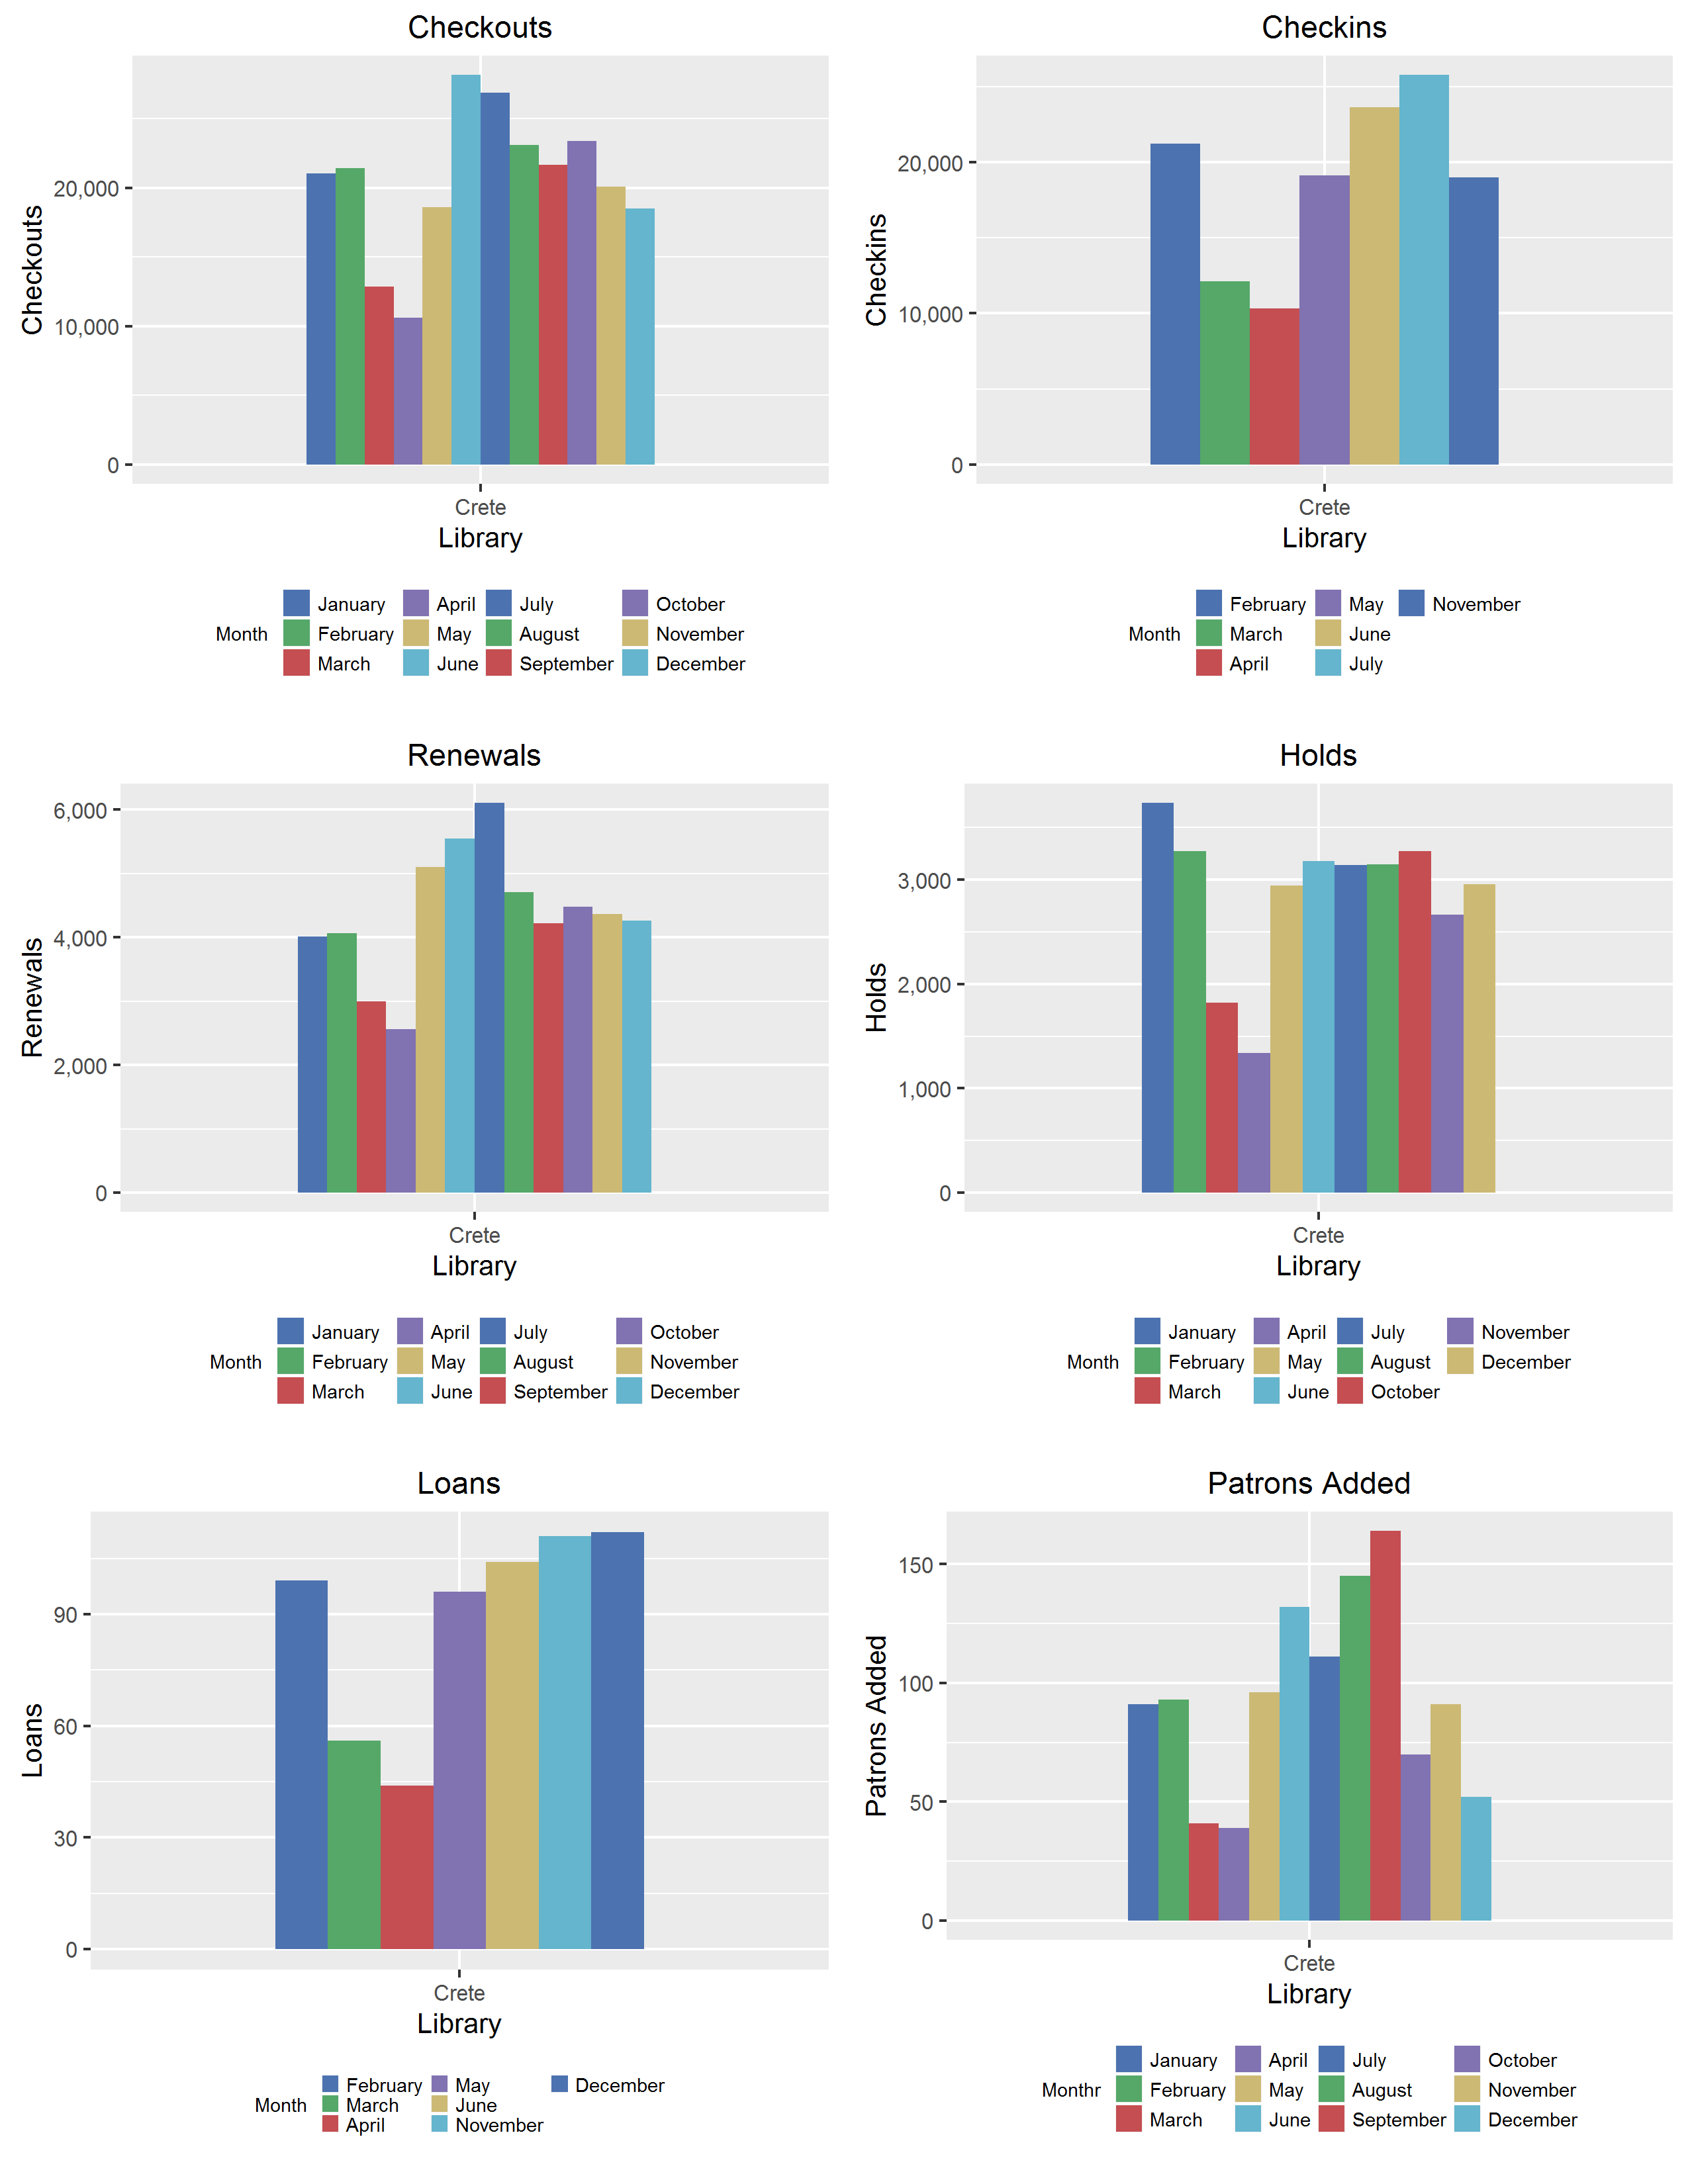 Checkouts
Checkouts
20,000
10,000
0
Crete
Library
Month
January April July October
February May August November
March June September December
Checkins
Checkins
20,000
10,000
0
Crete
Library
Month
February May November
March June
April July
Renewals
Renewals
6,000
4,000
2,000
0
Crete
Library
Month
January April July October
February May August November
March June September December
Holds
Holds
3,000
2,000
1,000
0
Crete
Library
Month
January April July November
February May August December
March June October
Loans
Loans
90
60
30
0
Crete
Library
Month
February May December
March June
April November
Patrons Added
Patrons Added
150
100
50
0
Crete
Library
Monthr
January April July October
February May August November
March June September December